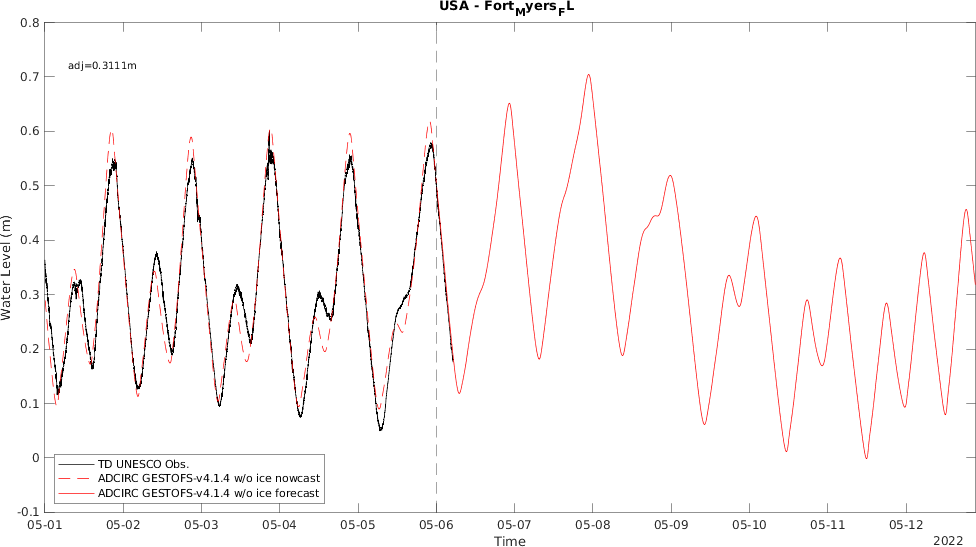 USA - Fort_Myers_FL
0.8
0.7
0.6
0.5
0.4
0.3
0.2
0.1
0
-0.1
Water Level (m)
adj=0.3111m
TD UNESCO Obs.
ADCIRC GESTOFS-v4.1.4 w/o ice nowcast
ADCIRC GESTOFS-v4.1.4 w/o ice forecast
05-01 05-02 05-03 05-04 05-05 05-06 05-07 05-08 05-09 05-10 05-11 05-12
Time
2022